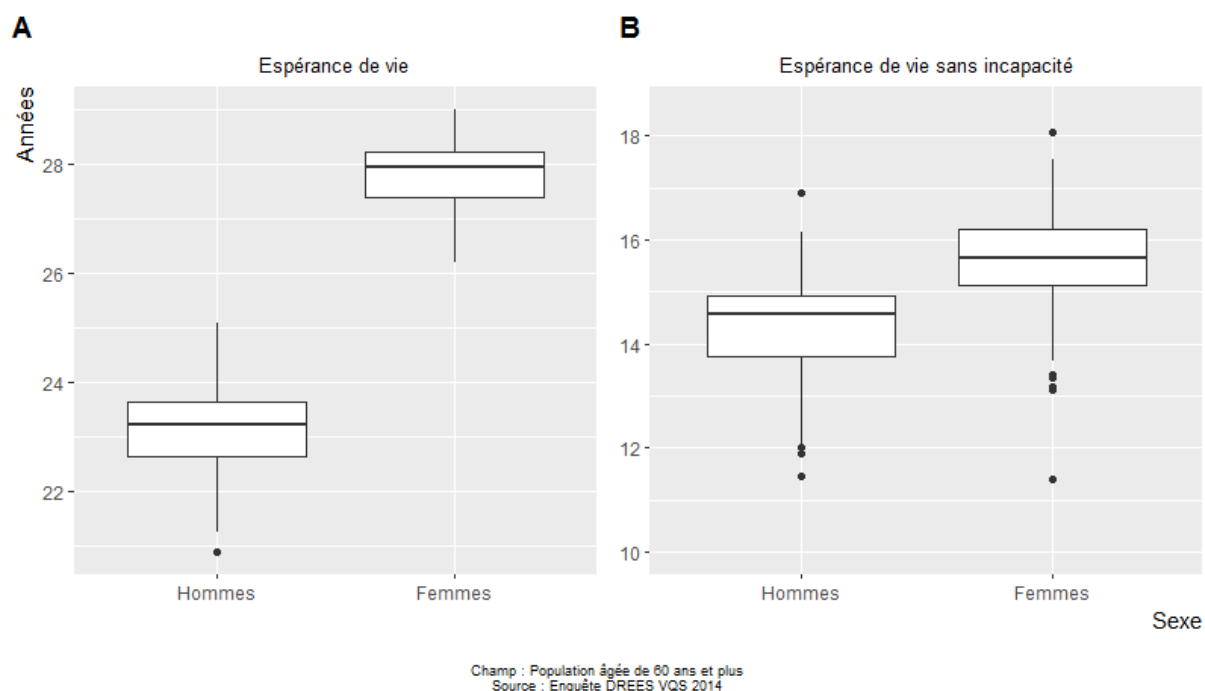 A
Espérance de vie
Années
28
26
24
22
Hommes Femmes
B
Espérance de vie sans incapacité
18
16
14
12
10
Hommes Femmes
Sexe
Champ : Population âgée de 60 ans et plus
Source : Enquête DREES VQS 2014